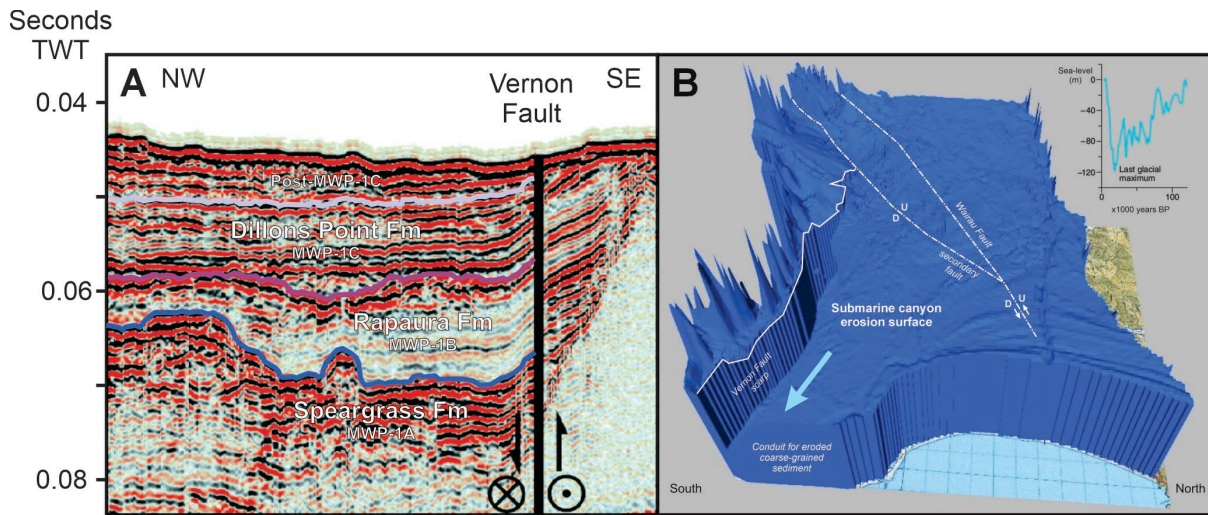 Seconds
TWT
A
NW
Vernon
Fault
SE
0.04
0.06
0.08
Post-MWP-1C
Dillons Point Fm
MWP-1C
Rapaura Fm
MWP-1B
Speargrass Fm
MWP-1A
B
Sea-level
(m)
0
-40
-80
-120
Last glacial
maximum
0
50
100
x1000 years BP
Wairau Fault
U
D
secondary
fault
D
U
Submarine canyon
erosion surface
Vernon Fault
scarp
Conduit for eroded
coarse-grained
sediment
South
North